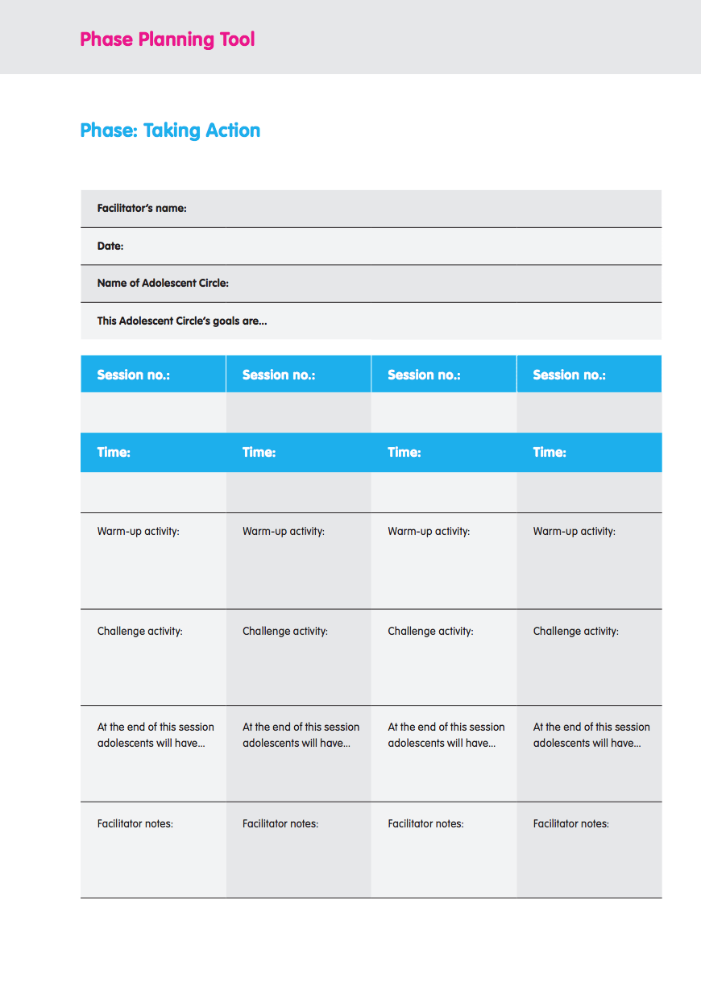 Phase Planning Tool
Phase: Taking Action
Facilitator's name:
Date:
Name of Adolescent Circle:
This Adolescent Circle's goals are...
Session no.: Session no.: Session no.: Session no.:
Time: Time: Time: Time:
Warm-up activity: Warm-up activity: Warm-up activity: Warm-up activity:
Challenge activity: Challenge activity: Challenge activity: Challenge activity:
At the end of this session At the end of this session At the end of this session At the end of this session
adolescents will have... adolescents will have... adolescents will have... adolescents will have...
Facilitator notes: Facilitator notes: Facilitator notes: Facilitator notes: